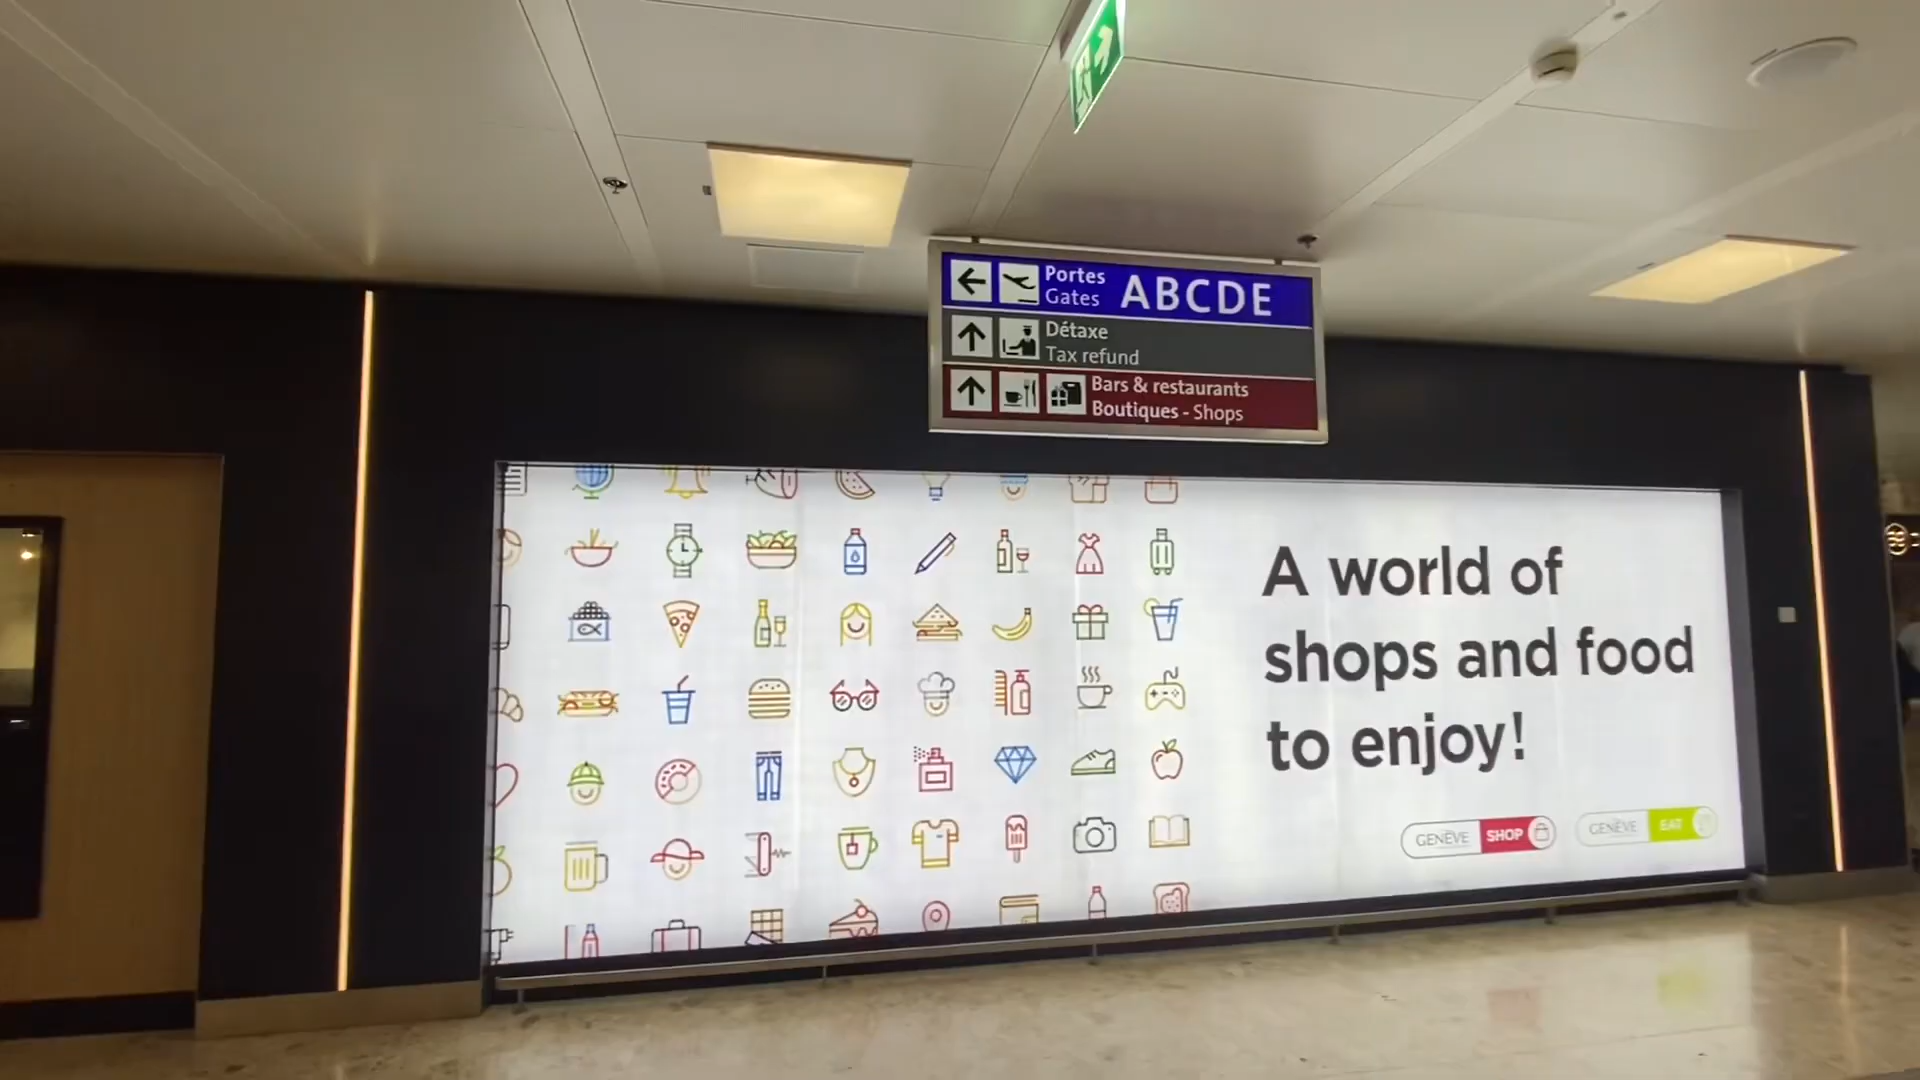 Portes
Gates
ABCDE
Détaxe
Tax refund
Bars & restaurants
Boutiques - Shops
A world of
shops and food
to enjoy!
GENÈVE SHOP
GENÈVE EAT